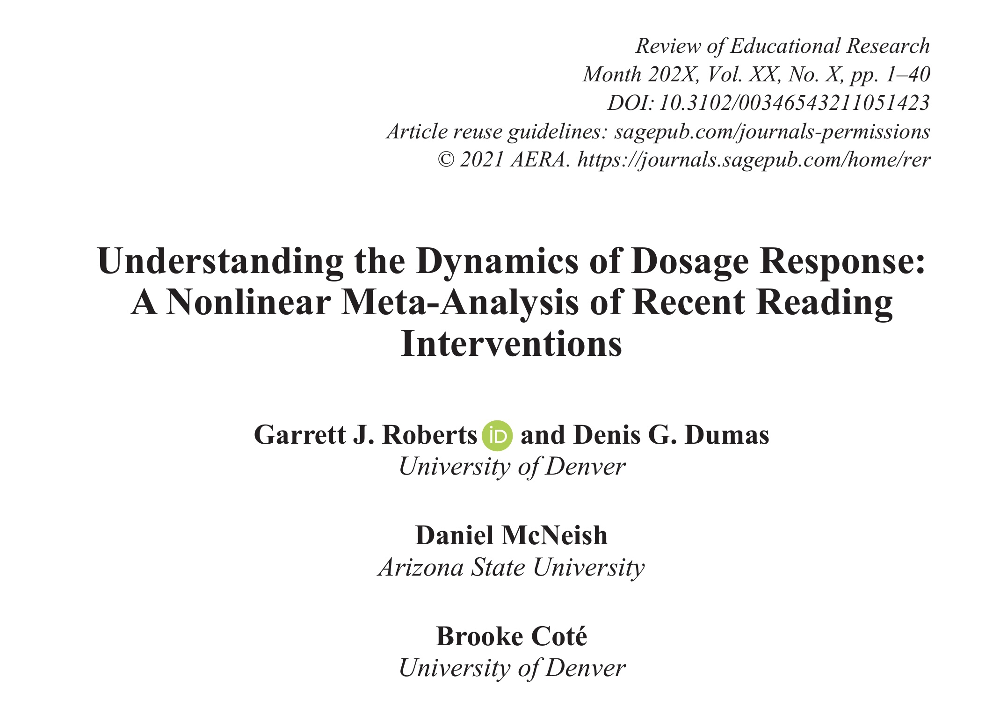 Review of Educational Research
Month 202X, Vol. XX, No. X, pp. 1–40
DOI: 10.3102/00346543211051423
Article reuse guidelines: sagepub.com/journals-permissions
© 2021 AERA. https://journals.sagepub.com/home/rer
Understanding the Dynamics of Dosage Response:
A Nonlinear Meta-Analysis of Recent Reading
Interventions
Garrett J. Roberts iD and Denis G. Dumas
University of Denver
Daniel McNeish
Arizona State University
Brooke Coté
University of Denver